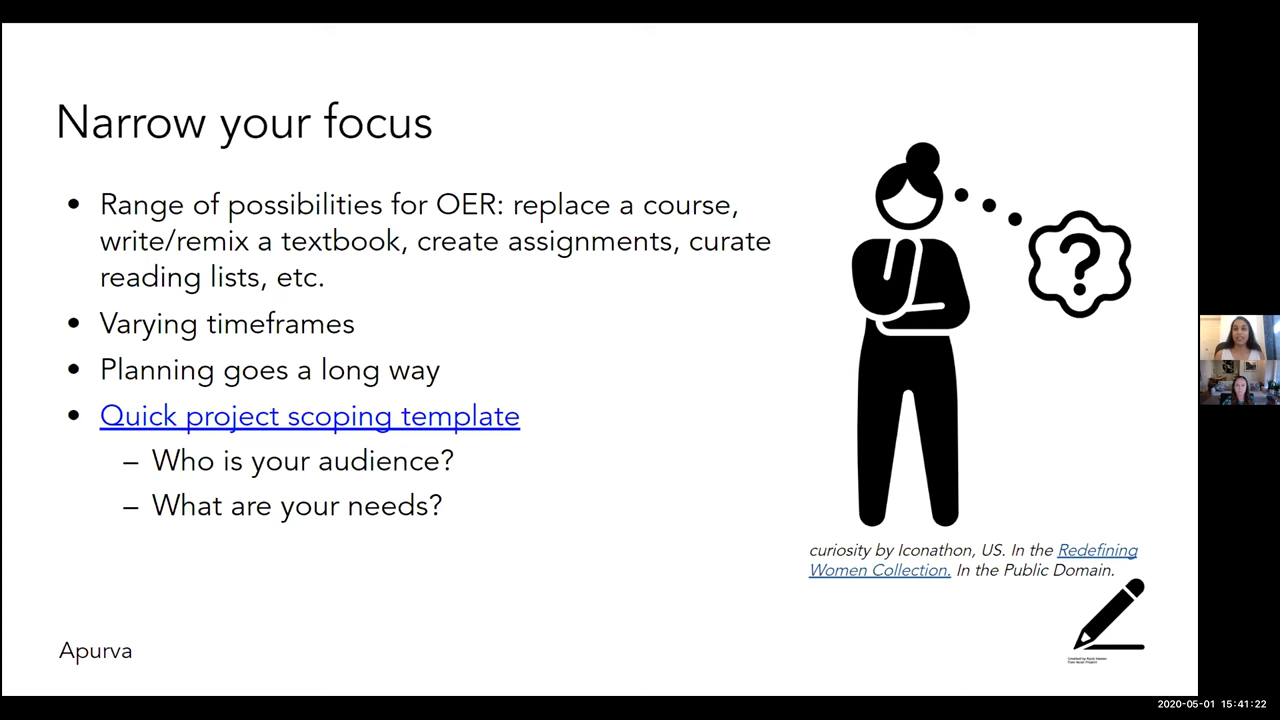 Narrow your focus
• Range of possibilities for OER: replace a course,
write/remix a textbook, create assignments, curate
reading lists, etc.
• Varying timeframes
• Planning goes a long way
• Quick project scoping template
– Who is your audience?
– What are your needs?
?
curiosity by Iconathon, US. In the Redefining
Women Collection. In the Public Domain.
Apurva
2020-05-01 15:41:22